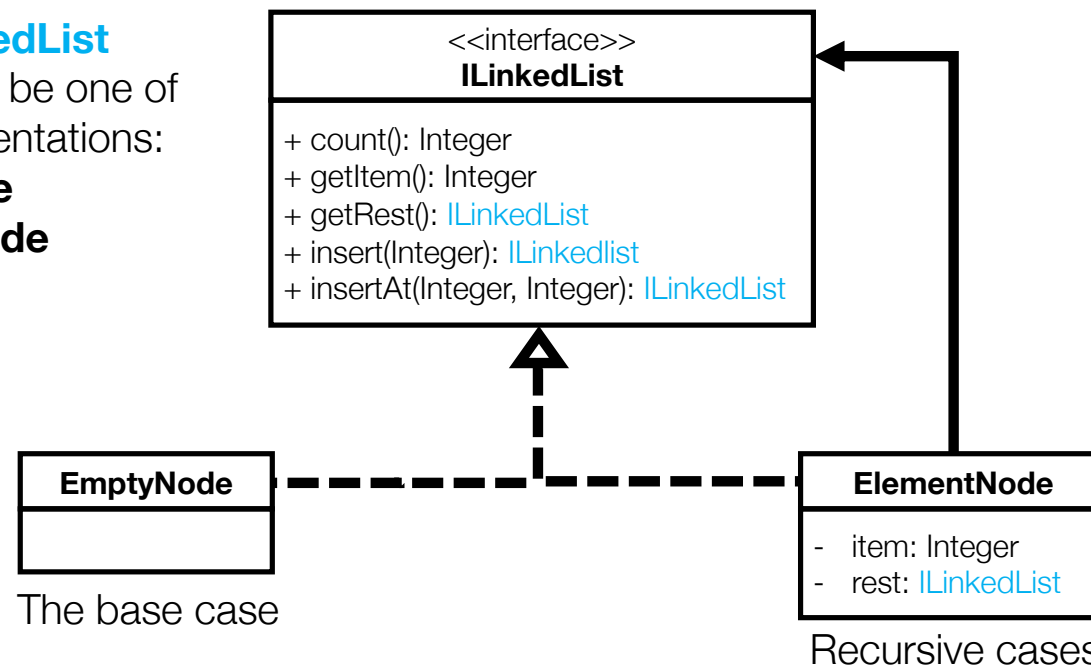 edList
be one of
entations:
e
de
<<interface>>
ILinkedList
+ count(): Integer
+ getItem(): Integer
+ getRest(): ILinkedList
+ insert(Integer): ILinkedlist
+ insertAt(Integer, Integer): ILinkedList
EmptyNode
The base case
ElementNode
- item: Integer
- rest: ILinkedList
Recursive cases